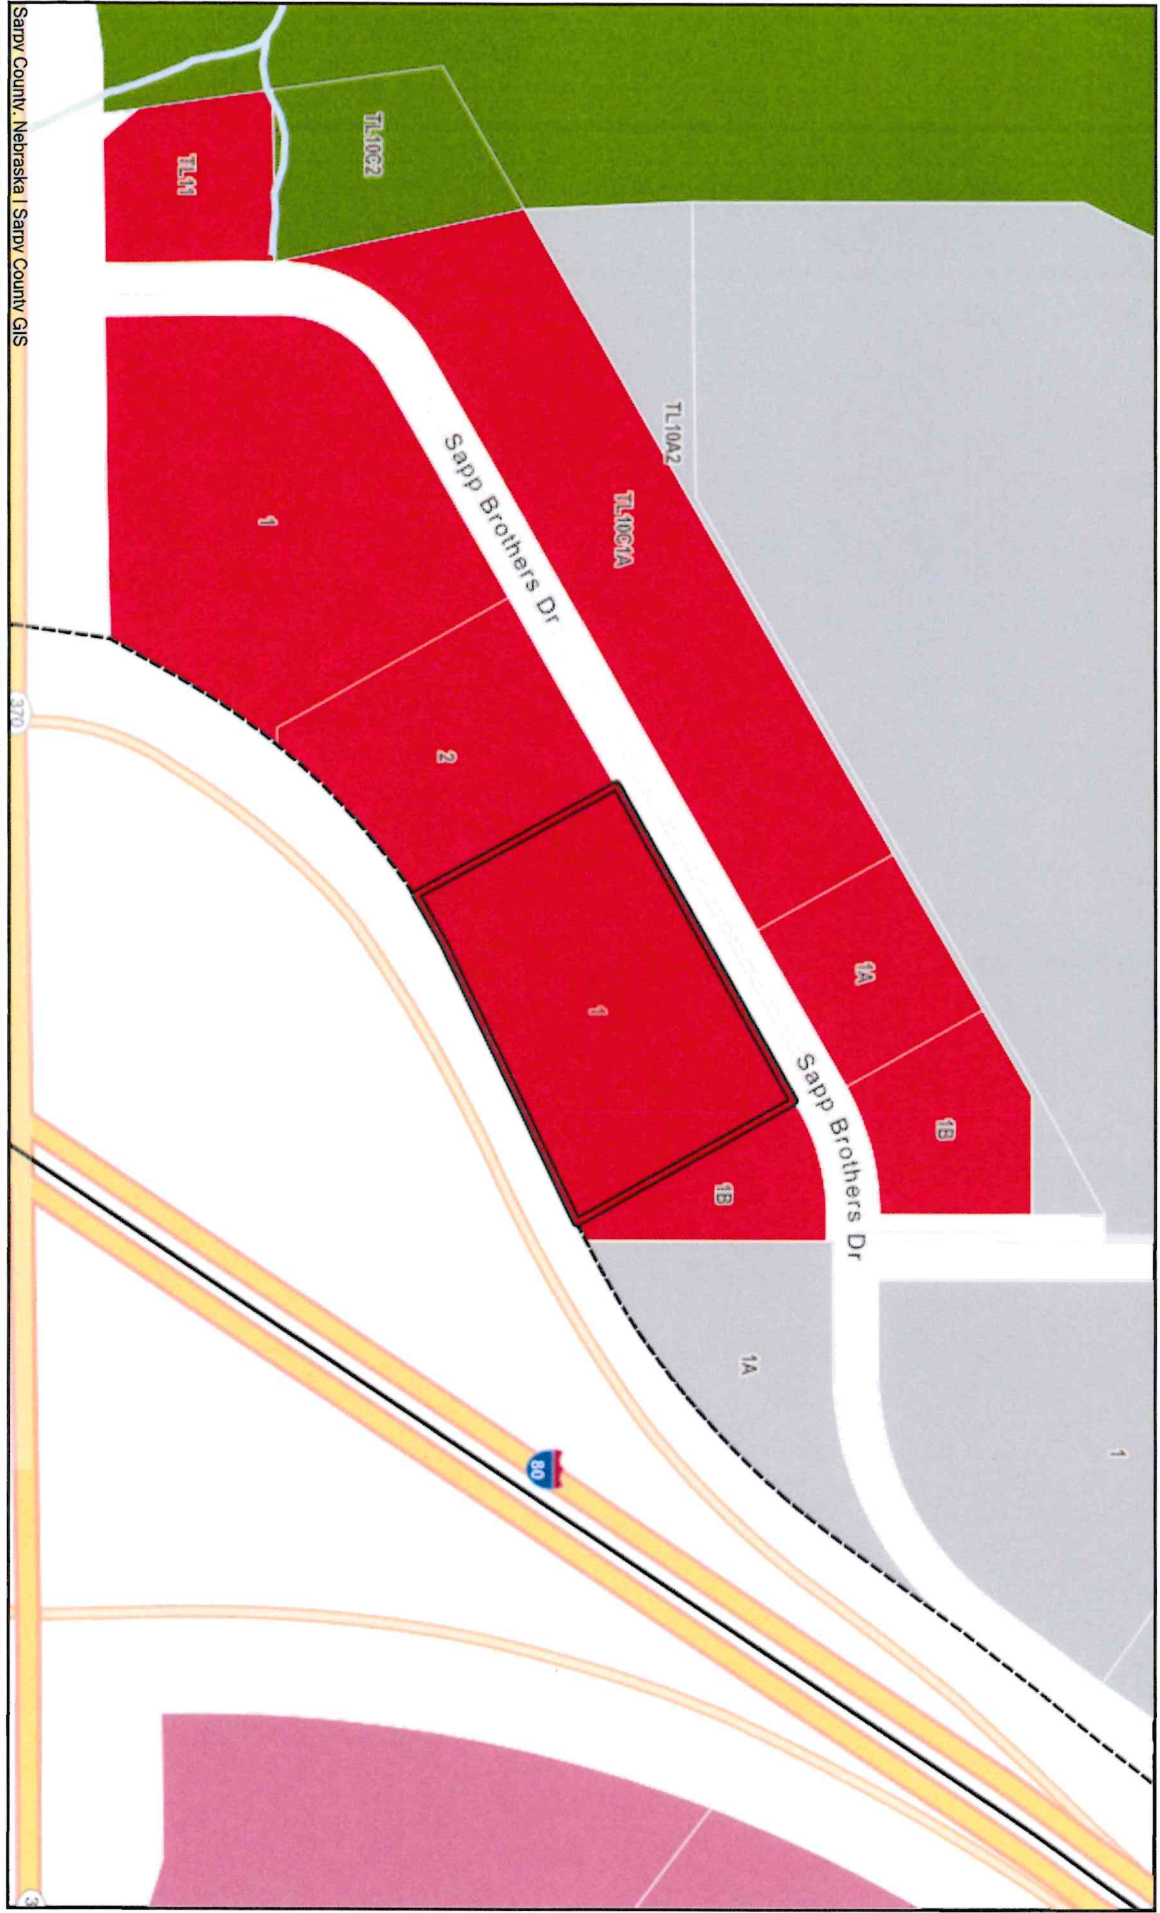 TL10C2
TL11
TL10A2
TL10C1A
Sapp Brothers Dr
1
2
1
1A
1B
Sapp Brothers Dr
1B
1A
1
80
370
3
Sarpy County, Nebraska | Sarpy County GIS